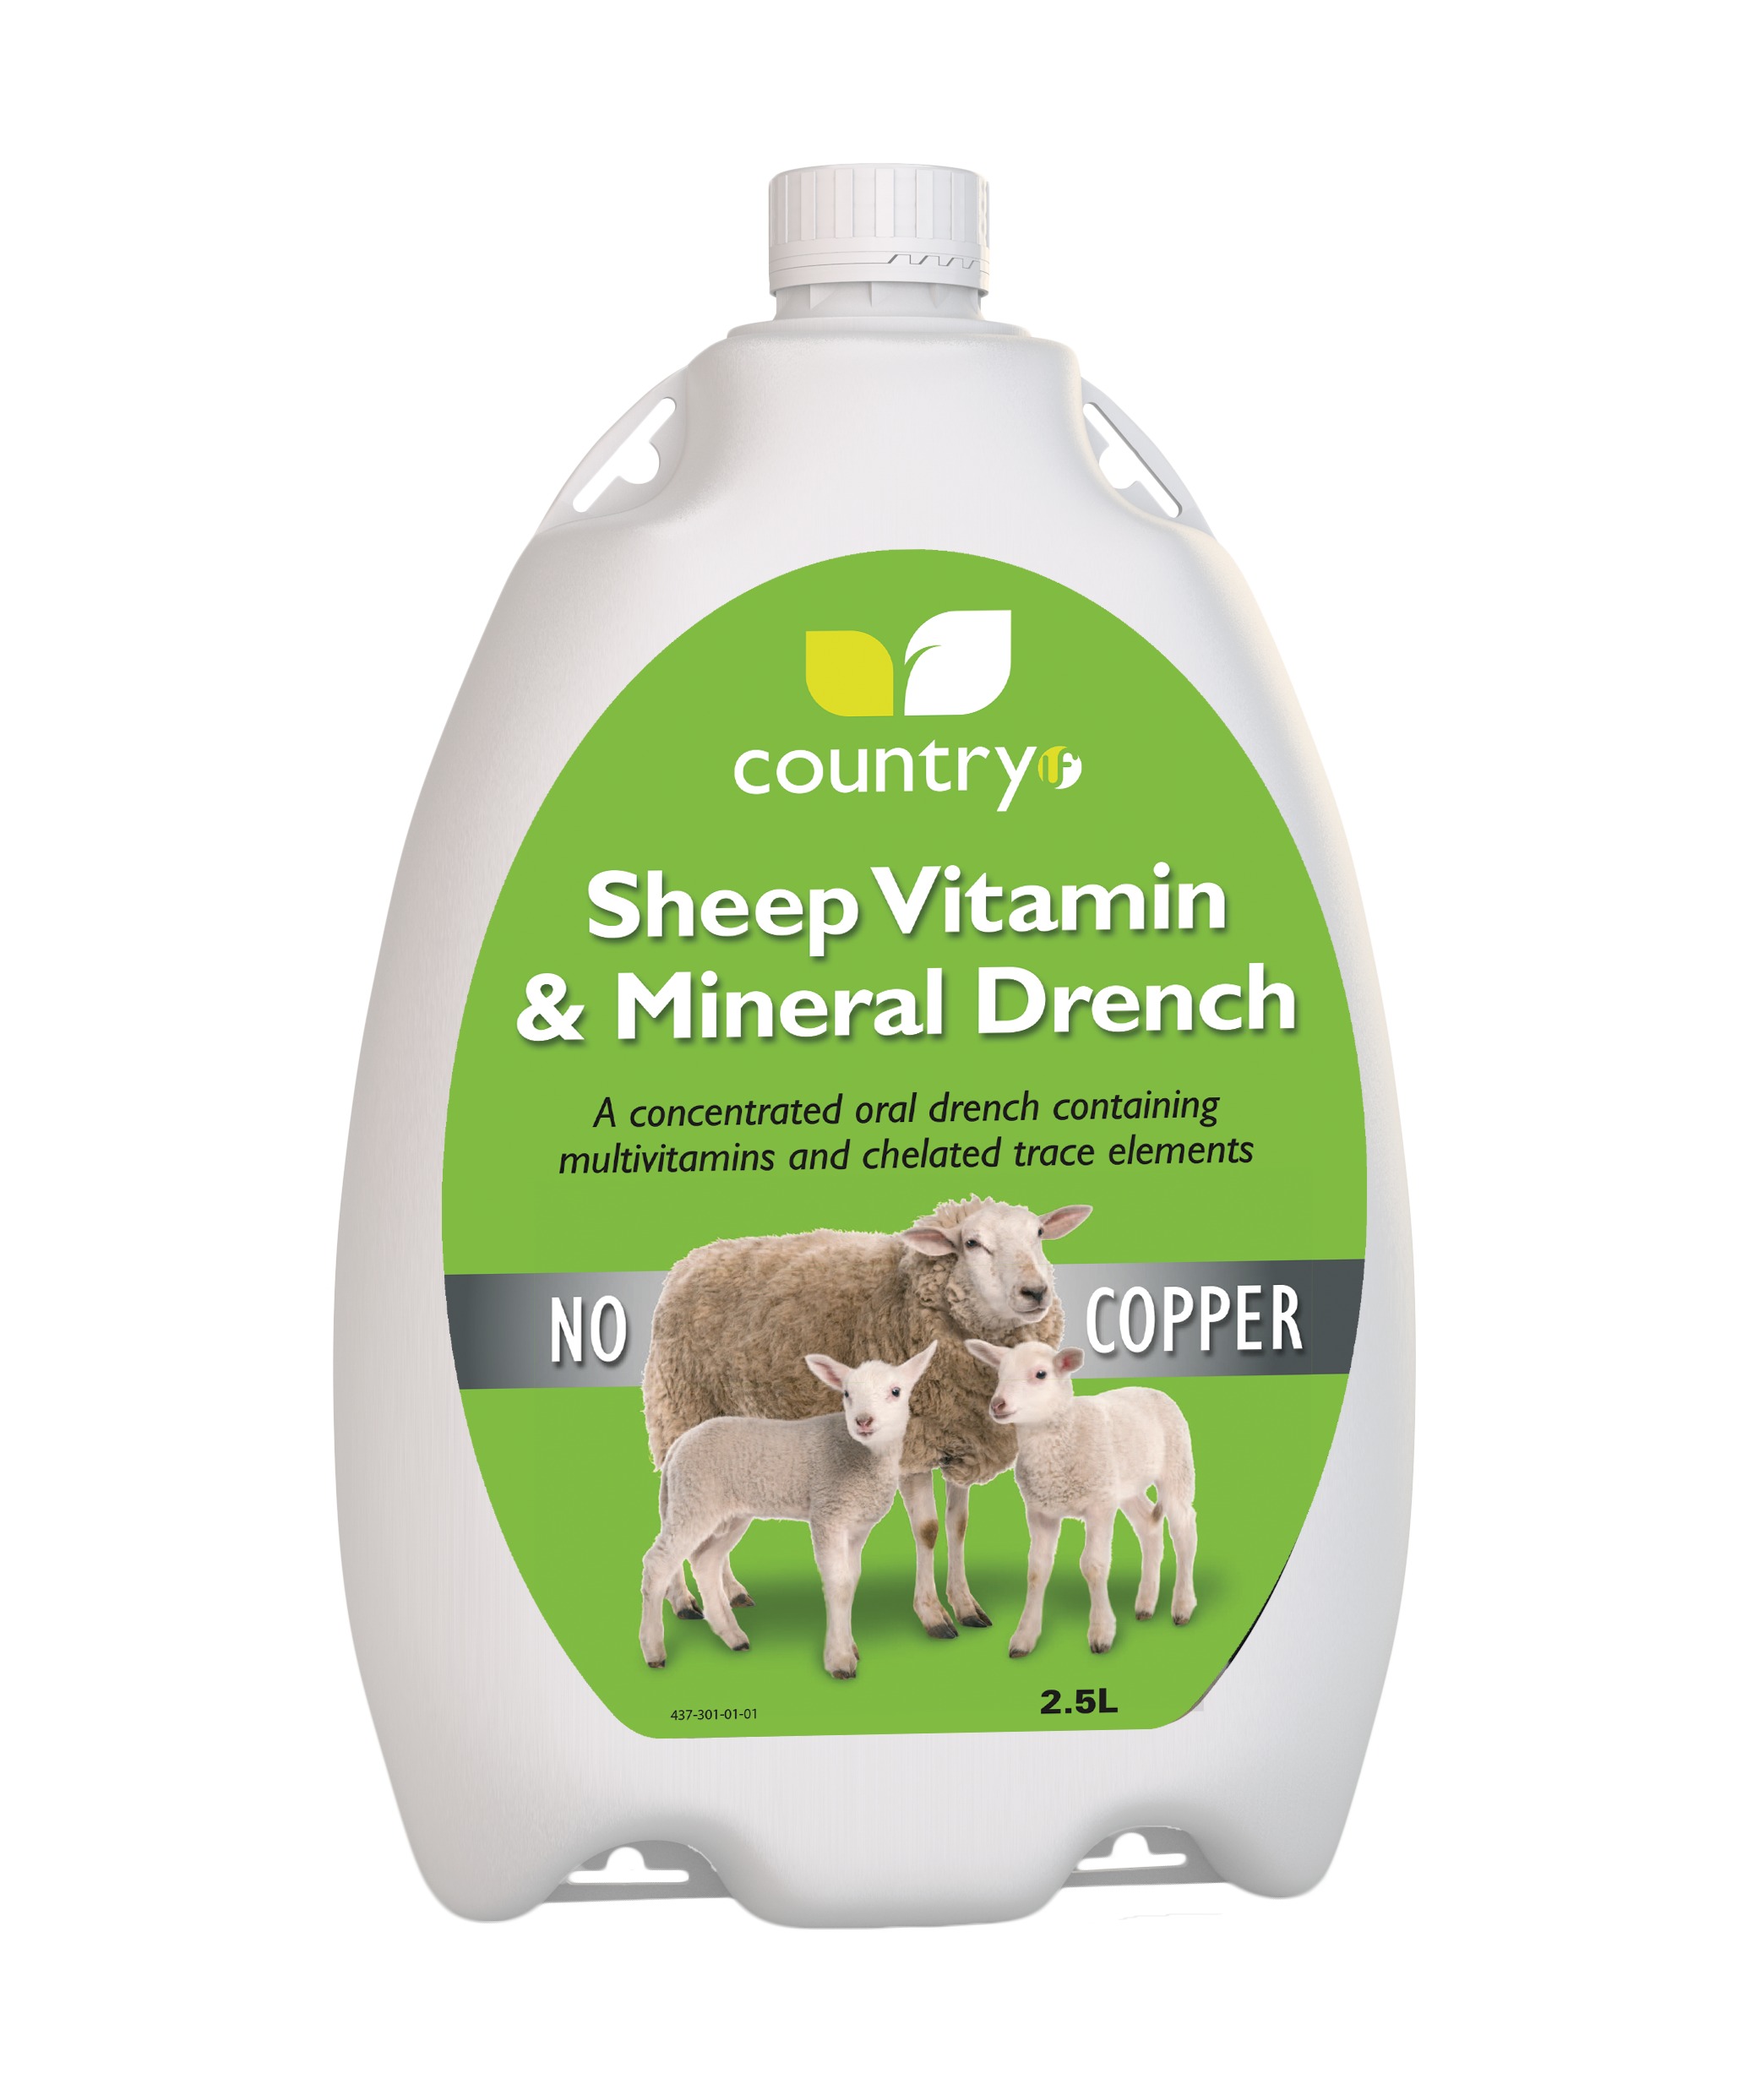 country
Sheep Vitamin
& Mineral Drench
A concentrated oral drench containing
multivitamins and chelated trace elements
NO COPPER
437-301-01-01
2.5L